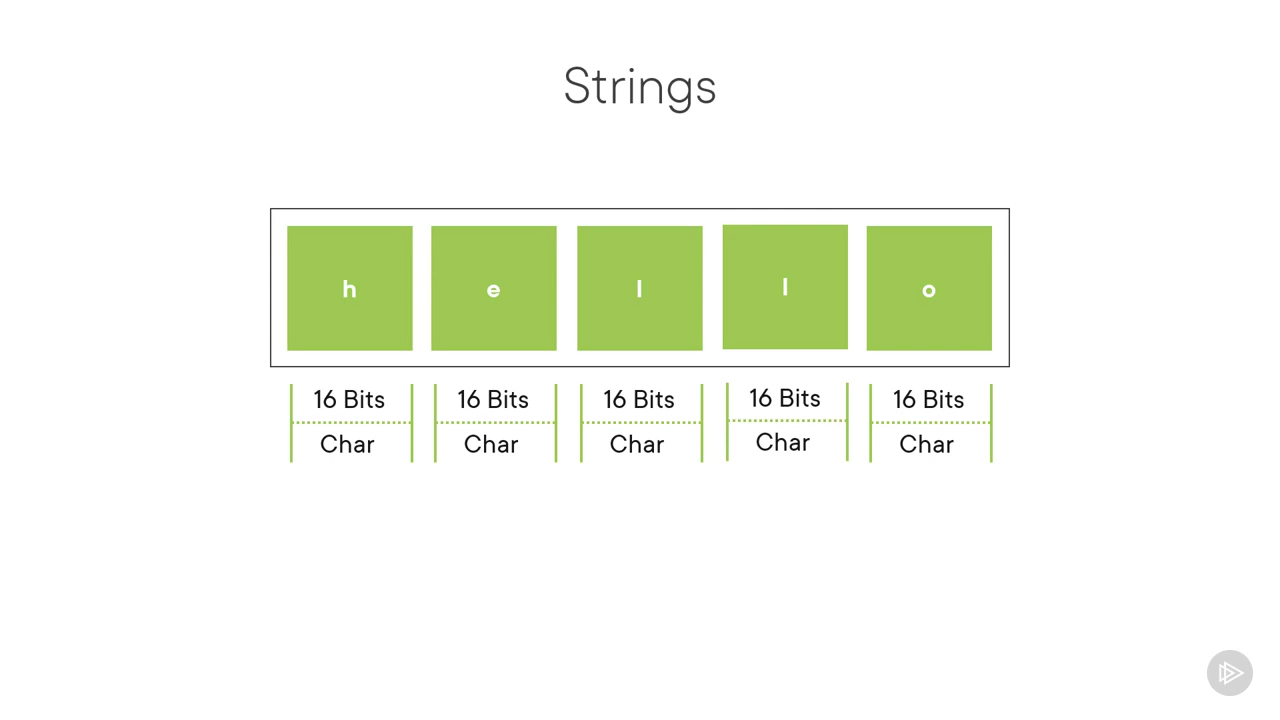 Strings
h e l l o
16 Bits 16 Bits 16 Bits 16 Bits 16 Bits
Char Char Char Char Char